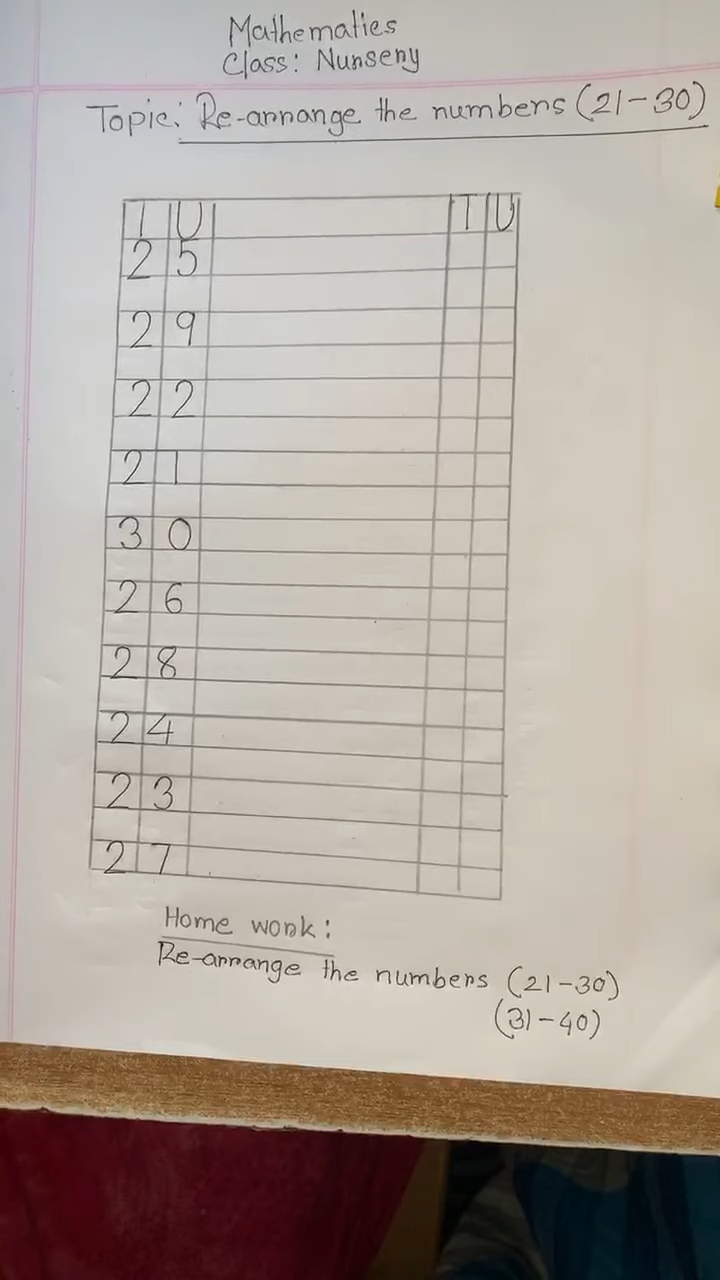 Mathematics
Class: Nursery
Topic: Re-arrange the numbers (21-30)
T U T U
2 5
2 9
2 2
2 1
3 0
2 6
2 8
2 4
2 3
2 7
Home work:
Re-arrange the numbers (21-30)
(31-40)